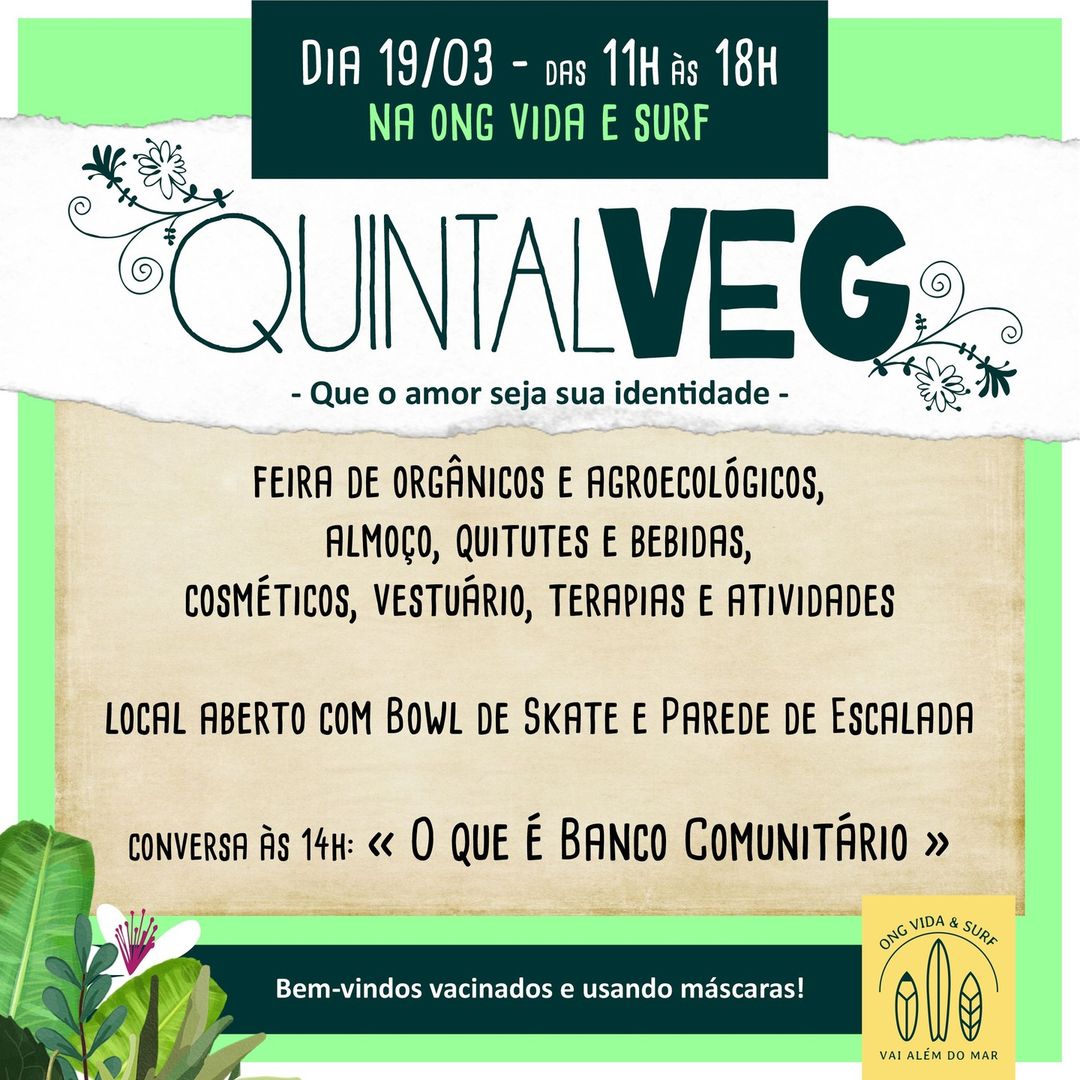 DIA 19/03 - DAS 11H ÀS 18H
NA ONG VIDA E SURF
QUINTALVEG
- Que o amor seja sua identidade -
FEIRA DE ORGÂNICOS E AGROECOLÓGICOS,
ALMOÇO, QUITUTES E BEBIDAS,
COSMÉTICOS, VESTUÁRIO, TERAPIAS E ATIVIDADES
LOCAL ABERTO COM BOWL DE SKATE E PAREDE DE ESCALADA
CONVERSA ÀS 14H: « O QUE É BANCO COMUNITÁRIO »
Bem-vindos vacinados e usando máscaras!
ONG VIDA & SURF
VAI ALÉM DO MAR